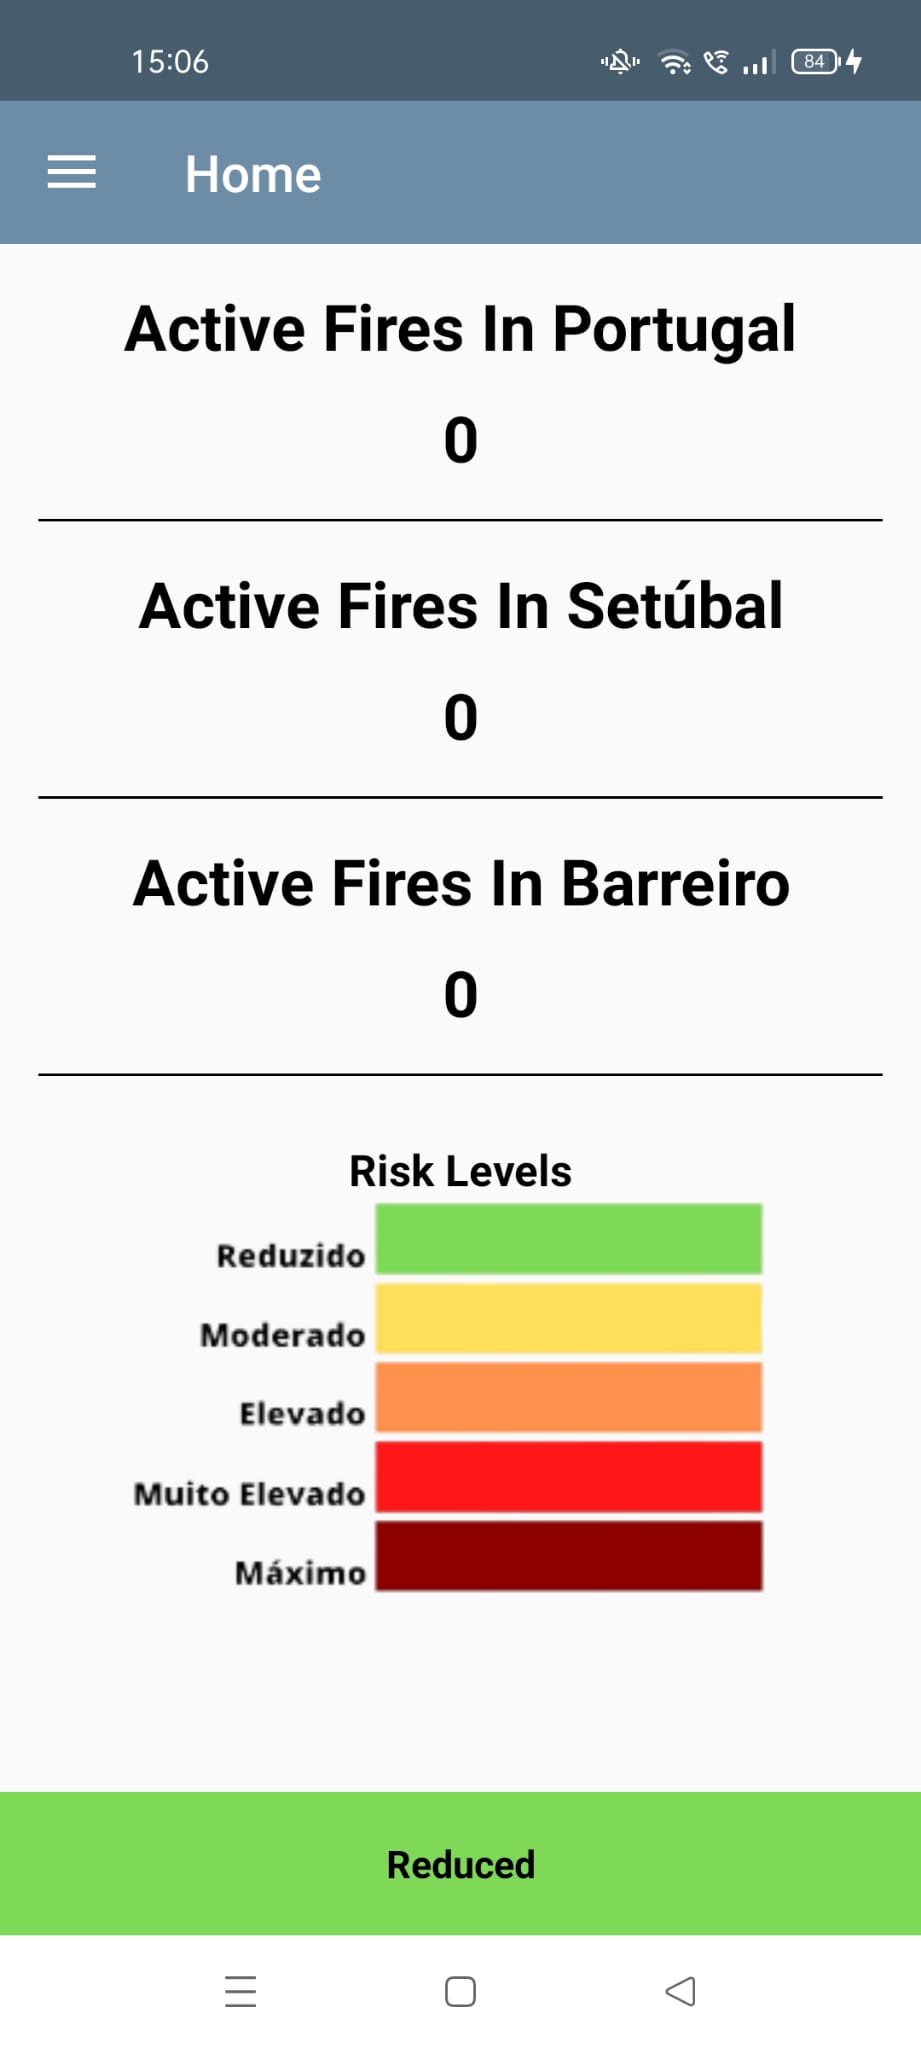 15:06
84
Home
Active Fires In Portugal
0
Active Fires In Setúbal
0
Active Fires In Barreiro
0
Risk Levels
Reduzido
Moderado
Elevado
Muito Elevado
Máximo
Reduced